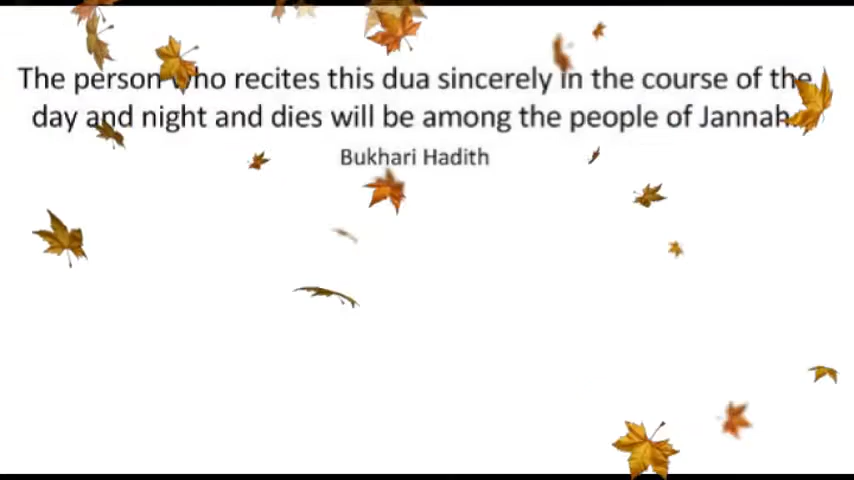 The person who recites this dua sincerely in the course of the
day and night and dies will be among the people of Jannah.
Bukhari Hadith